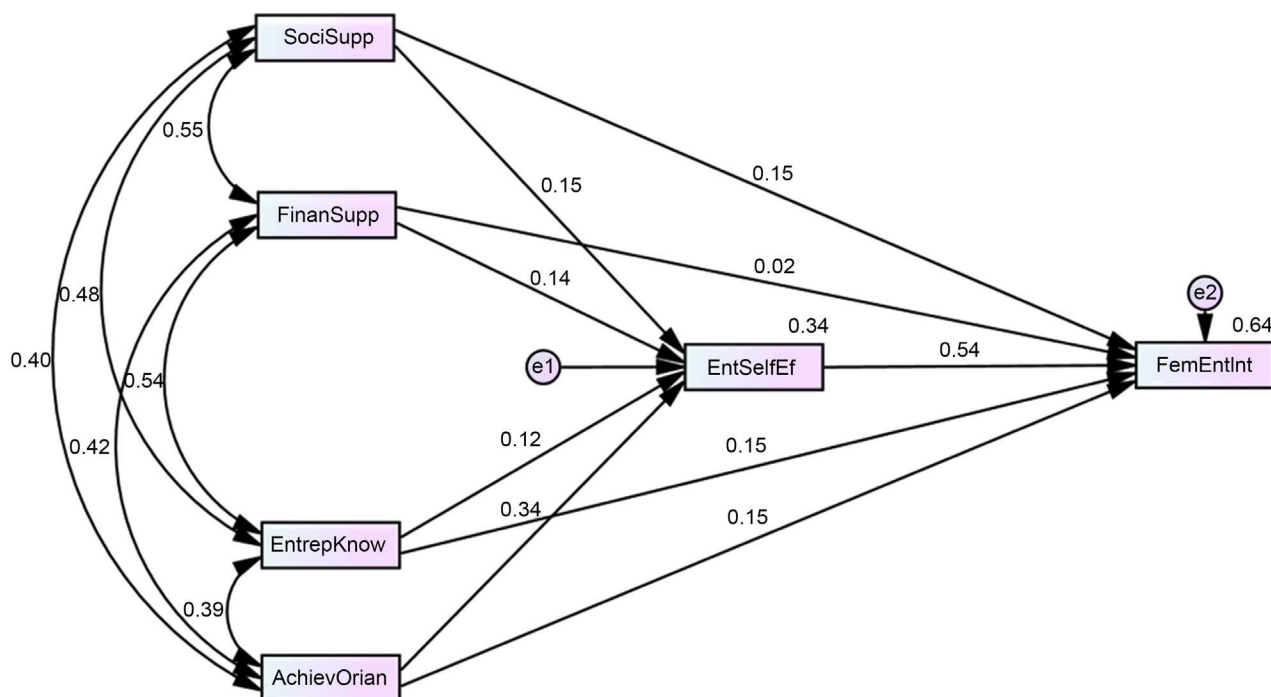 SociSupp
0.55
0.15
0.15
FinanSupp
0.02
0.14
0.48
e2
0.34
0.64
0.40
0.54
e1
EntSelfEf
0.54
FemEntInt
0.42
0.12
0.15
0.34
0.15
EntrepKnow
0.39
AchievOrian